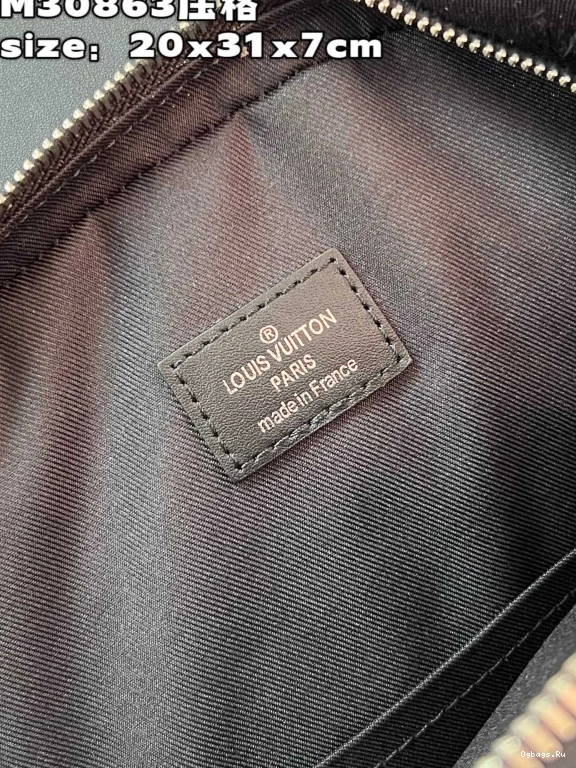 M30863压格
size：20x31x7cm
®
LOUIS VUITTON
PARIS
made in France
Ogbags.Ru